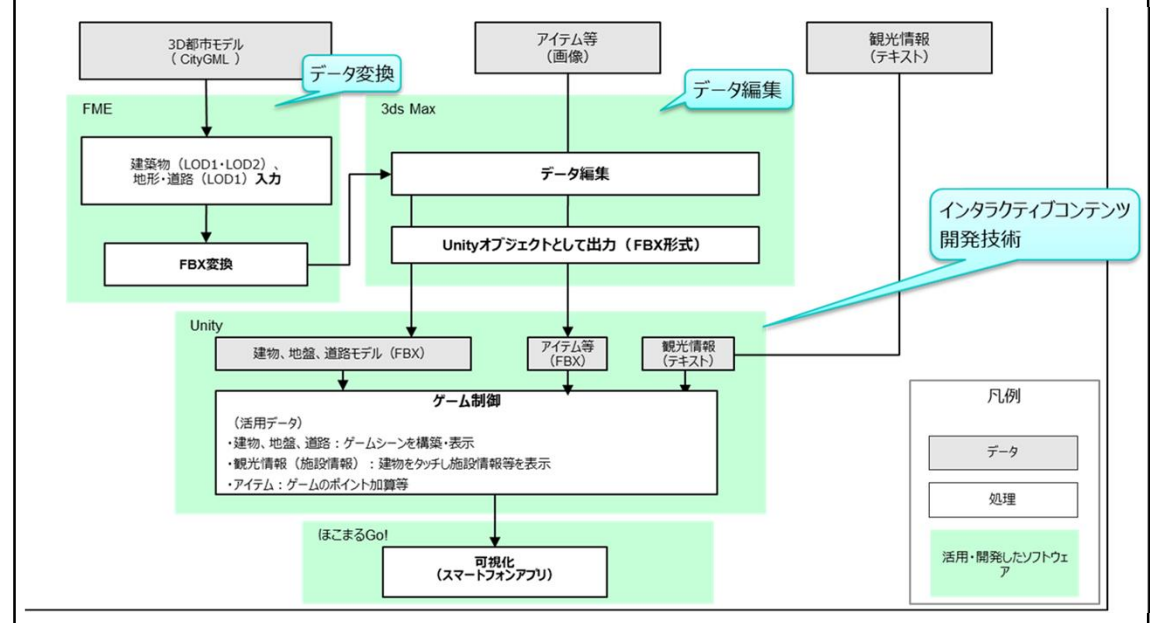 3D都市モデル
（ CityGML ）
アイテム等
（画像）
観光情報
（テキスト）
データ変換
データ編集
FME
3ds Max
建築物（LOD1・LOD2）、
地形・道路（LOD1）入力
データ編集
インタラクティブコンテンツ
開発技術
FBX変換
Unityオブジェクトとして出力（ FBX形式）
Unity
建物、地盤、道路モデル（FBX）
アイテム等
（FBX）
観光情報
（テキスト）
ゲーム制御
（活用データ）
・建物、地盤、道路：ゲームシーンを構築・表示
・観光情報（施設情報）：建物をタッチし施設情報等を表示
・アイテム：ゲームのポイント加算等
凡例
データ
処理
活用・開発したソフトウェ
ア
ほこまるGo!
可視化
（スマートフォンアプリ）